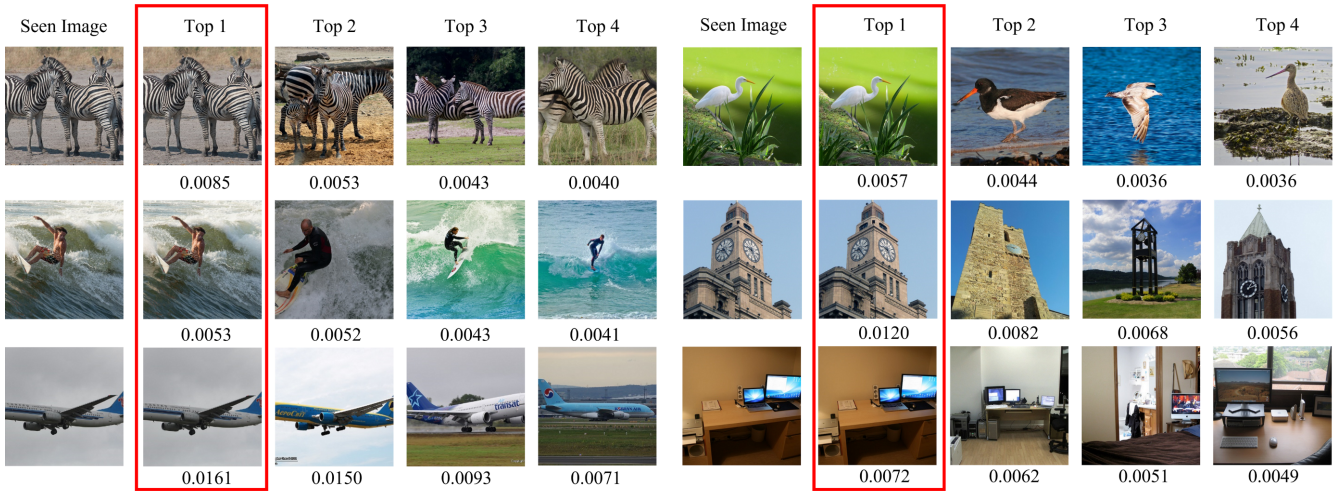 Seen Image Top 1 Top 2 Top 3 Top 4 Seen Image Top 1 Top 2 Top 3 Top 4
0.0085 0.0053 0.0043 0.0040 0.0057 0.0044 0.0036 0.0036
0.0053 0.0052 0.0043 0.0041 0.0120 0.0082 0.0068 0.0056
transat
0.0161 0.0150 0.0093 0.0071 0.0072 0.0062 0.0051 0.0049